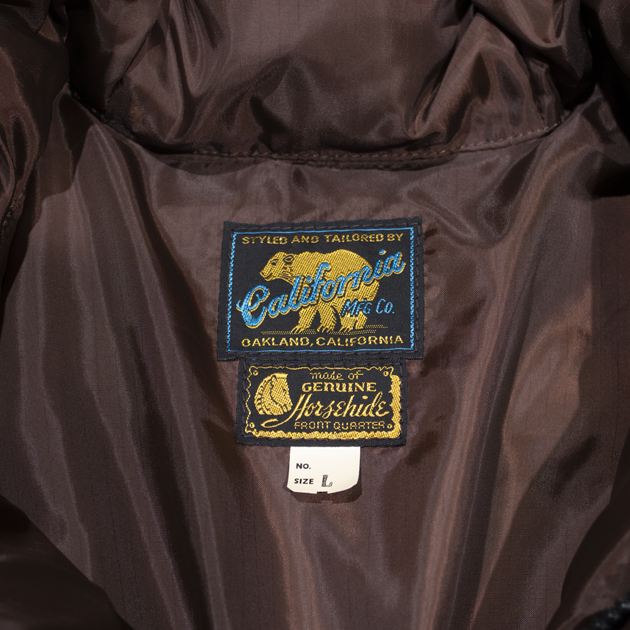 STYLED AND TAILORED BY
California
MFG Co.
OAKLAND, CALIFORNIA
made of
GENUINE
Horsehide
FRONT QUARTER
NO.
SIZE L